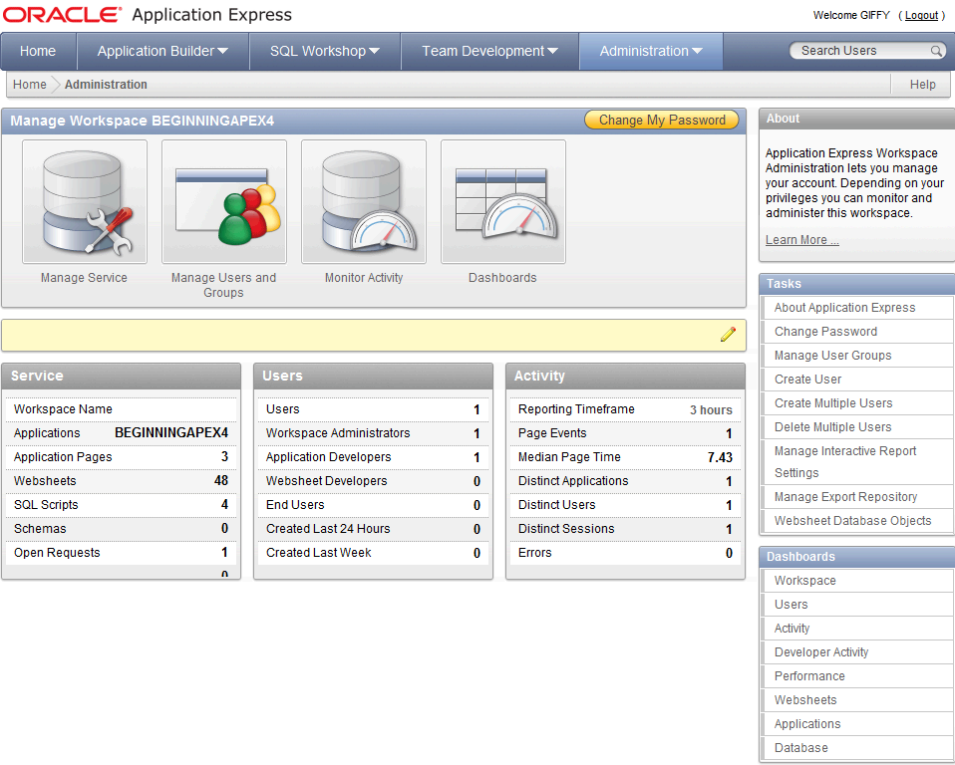 ORACLE® Application Express
Welcome GIFFY ( Logout )
Home
Application Builder
SQL Workshop
Team Development
Administration
Search Users
Home
Administration
Help
Manage Workspace BEGINNINGAPEX4
Change My Password
Manage Service
Manage Users and
Groups
Monitor Activity
Dashboards
Service
Workspace Name
Applications BEGINNINGAPEX4
Application Pages 3
Websheets 48
SQL Scripts 4
Schemas 0
Open Requests 1
0
Users
Users 1
Workspace Administrators 1
Application Developers 1
Websheet Developers 0
End Users 0
Created Last 24 Hours 0
Created Last Week 0
Activity
Reporting Timeframe 3 hours
Page Events 1
Median Page Time 7.43
Distinct Applications 1
Distinct Users 1
Distinct Sessions 1
Errors 0
About
Application Express Workspace
Administration lets you manage
your account. Depending on your
privileges you can monitor and
administer this workspace.
Learn More ...
Tasks
About Application Express
Change Password
Manage User Groups
Create User
Create Multiple Users
Delete Multiple Users
Manage Interactive Report
Settings
Manage Export Repository
Websheet Database Objects
Dashboards
Workspace
Users
Activity
Developer Activity
Performance
Websheets
Applications
Database